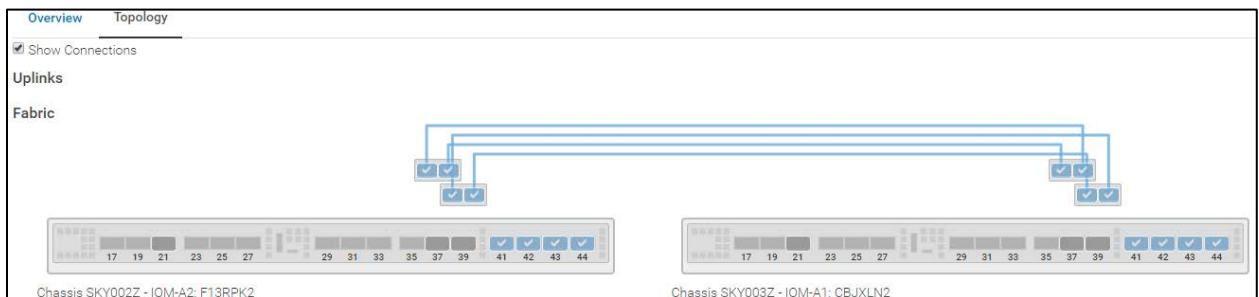 Overview Topology
Show Connections
Uplinks
Fabric
17 19 21 23 25 27 29 31 33 35 37 39 41 42 43 44
17 19 21 23 25 27 29 31 33 35 37 39 41 42 43 44
Chassis SKY002Z - IOM-A2: F13RPK2
Chassis SKY003Z - IOM-A1: CBJXLN2